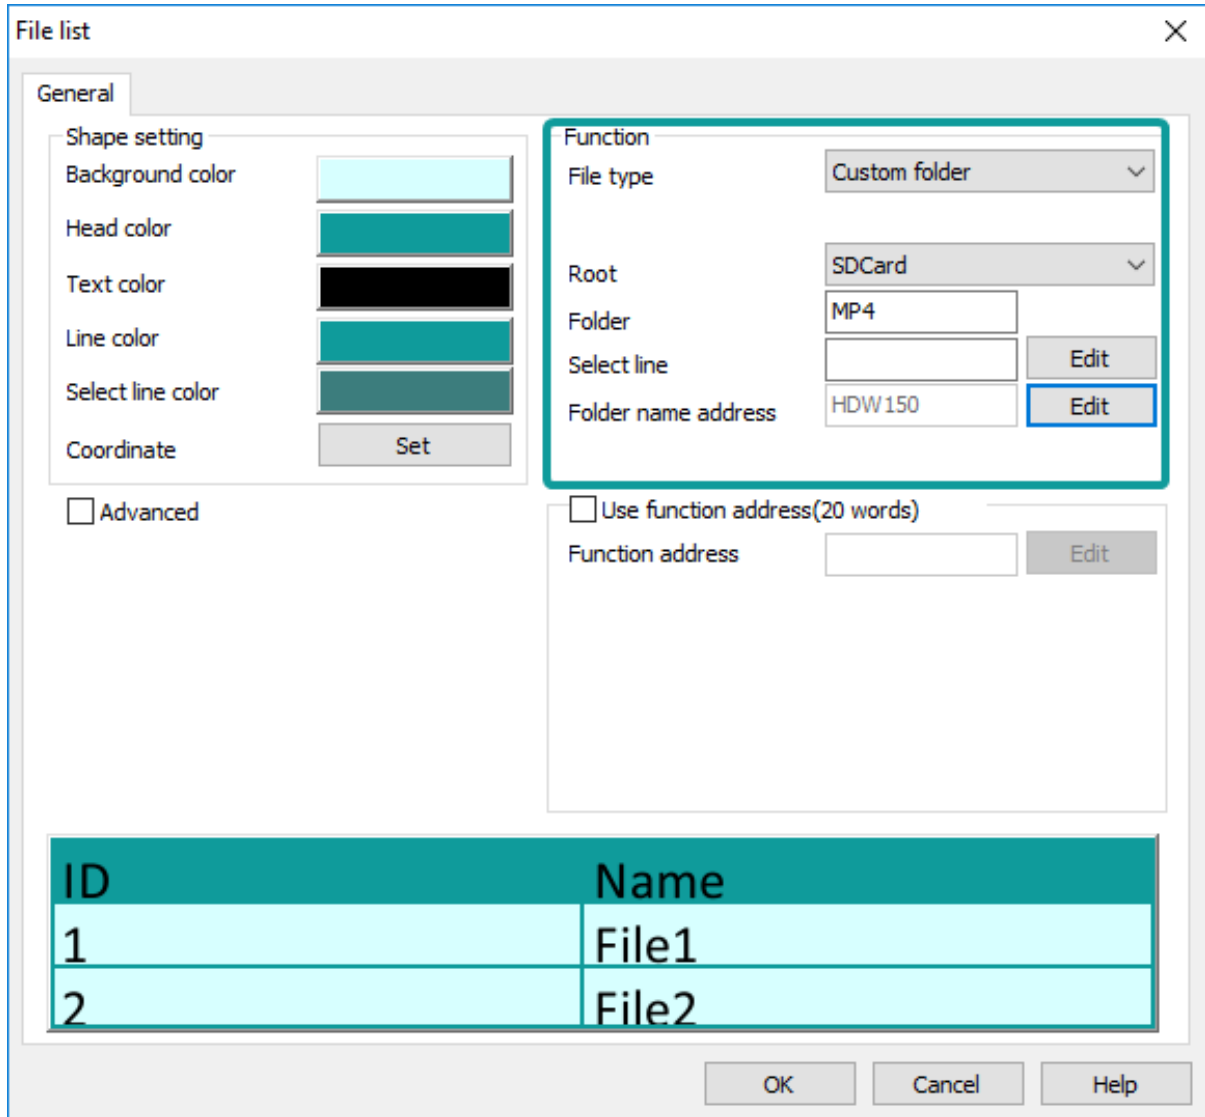 File list
General
Shape setting
Background color
Head color
Text color
Line color
Select line color
Coordinate
Set
Advanced
Function
File type
Custom folder
Root
SDCard
Folder
MP4
Select line
Edit
Folder name address
HDW150
Edit
Use function address(20 words)
Function address
Edit
ID Name
1 File1
2 File2
OK Cancel Help